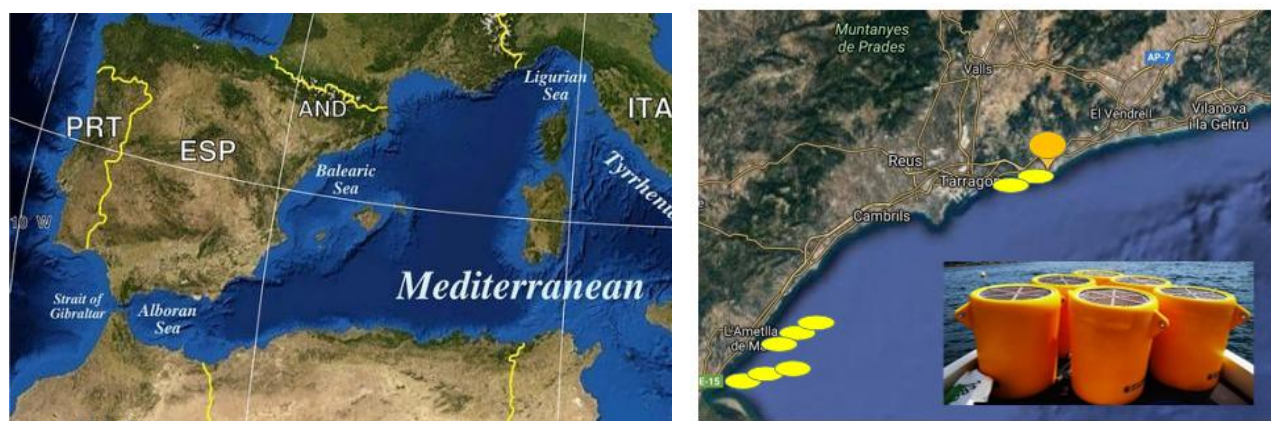 Ligurian
Sea
ITA
AND
PRT
ESP
Balearic
Sea
Tyrrhenia
10 W
Mediterranean
Strait of
Gibraltar
Alboran
Sea
Muntanyes
de Prades
AP-7
Valls
El Vendrell
Vilanova
i la Geltrú
Reus
Tarragon
Cambrils
e
L'Ametlla
de M
E-15